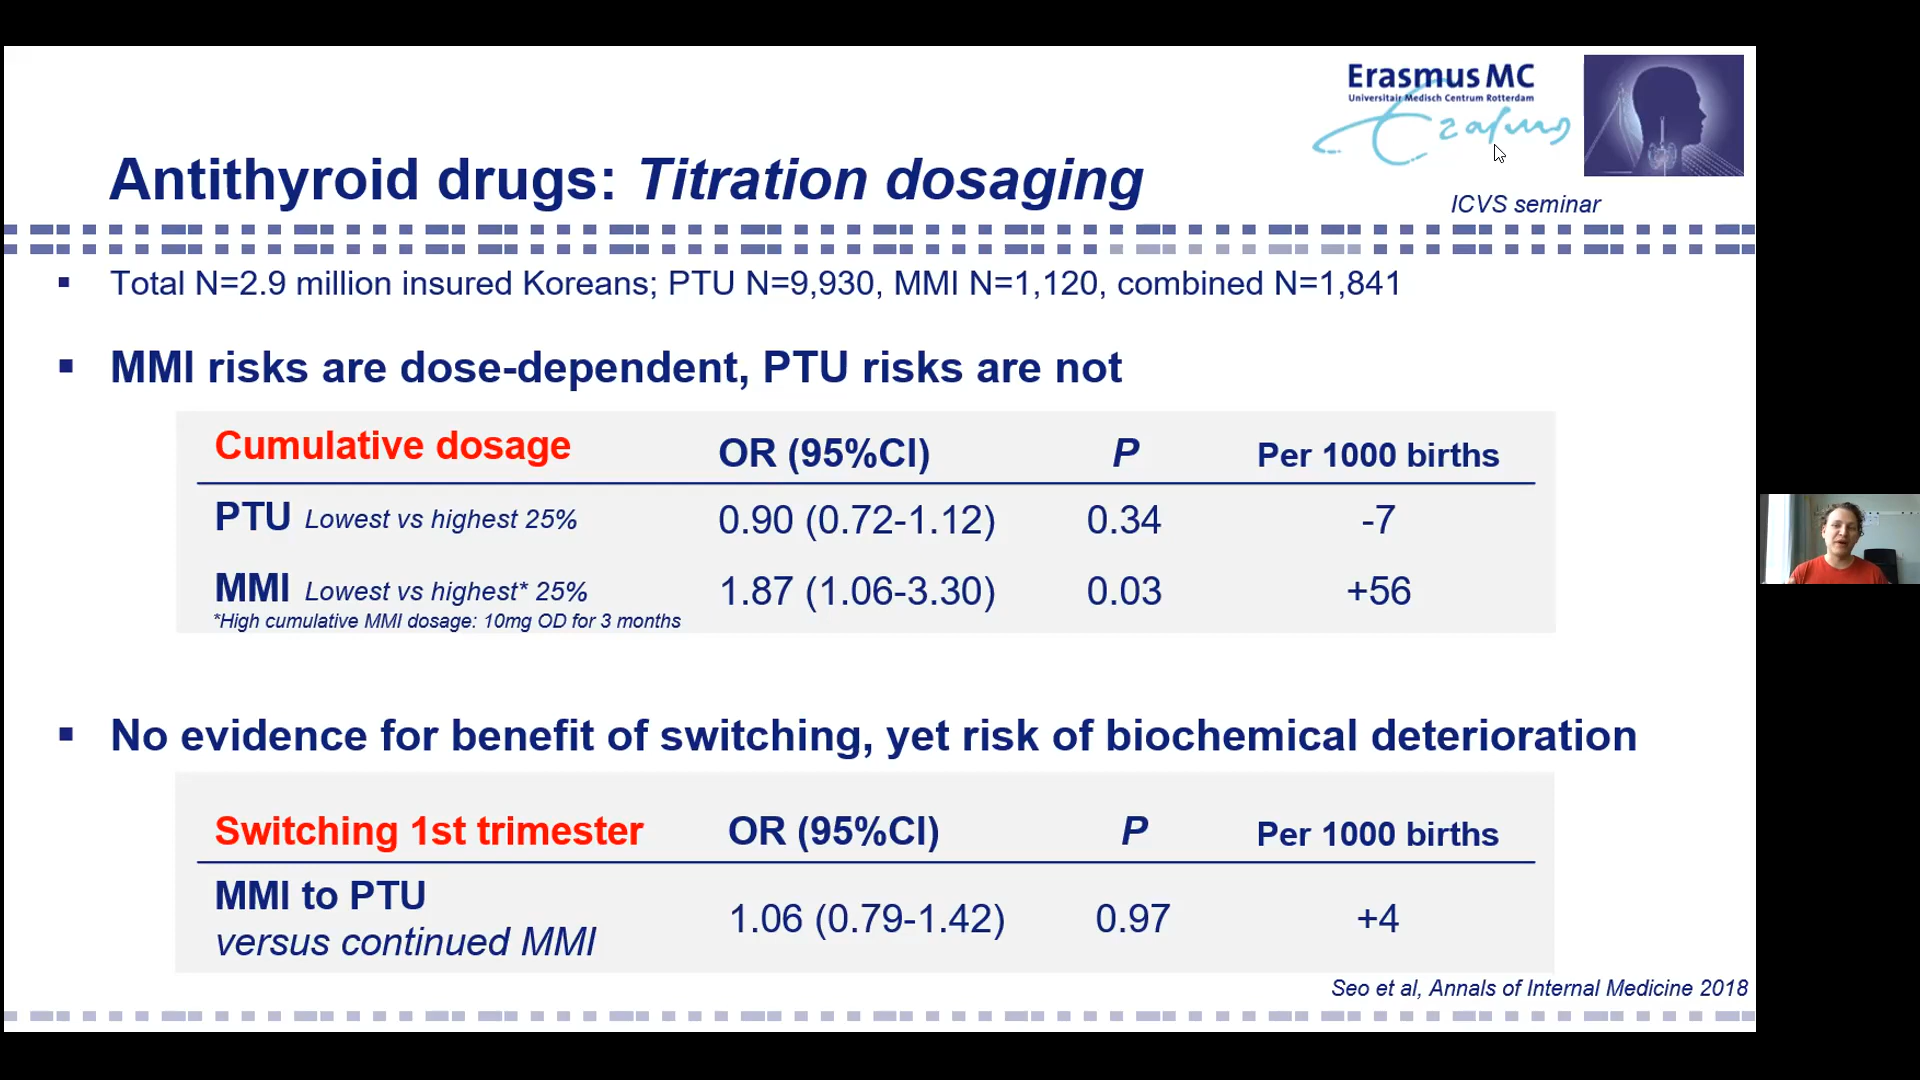 Erasmus MC
Universitair Medisch Centrum Rotterdam
Erasmus
Antithyroid drugs: Titration dosaging
ICVS seminar
▪ Total N=2.9 million insured Koreans; PTU N=9,930, MMI N=1,120, combined N=1,841
▪ MMI risks are dose-dependent, PTU risks are not
Cumulative dosage OR (95%CI) P Per 1000 births
PTU Lowest vs highest 25% 0.90 (0.72-1.12) 0.34 -7
MMI Lowest vs highest* 25% 1.87 (1.06-3.30) 0.03 +56
*High cumulative MMI dosage: 10mg OD for 3 months
▪ No evidence for benefit of switching, yet risk of biochemical deterioration
Switching 1st trimester OR (95%CI) P Per 1000 births
MMI to PTU
versus continued MMI 1.06 (0.79-1.42) 0.97 +4
Seo et al, Annals of Internal Medicine 2018